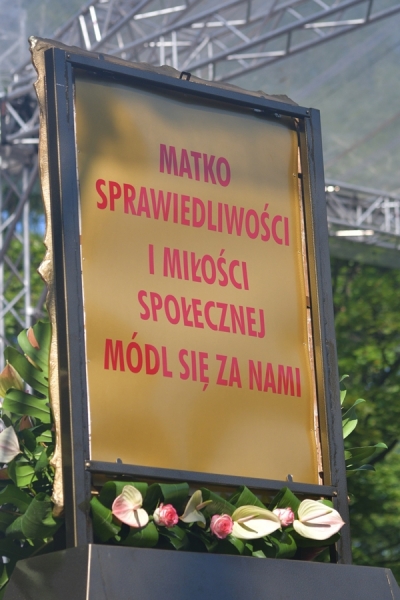 MATKO
SPRAWIEDLIWOŚCI
I MIŁOŚCI
SPOŁECZNEJ
MÓDL SIĘ ZA NAMI